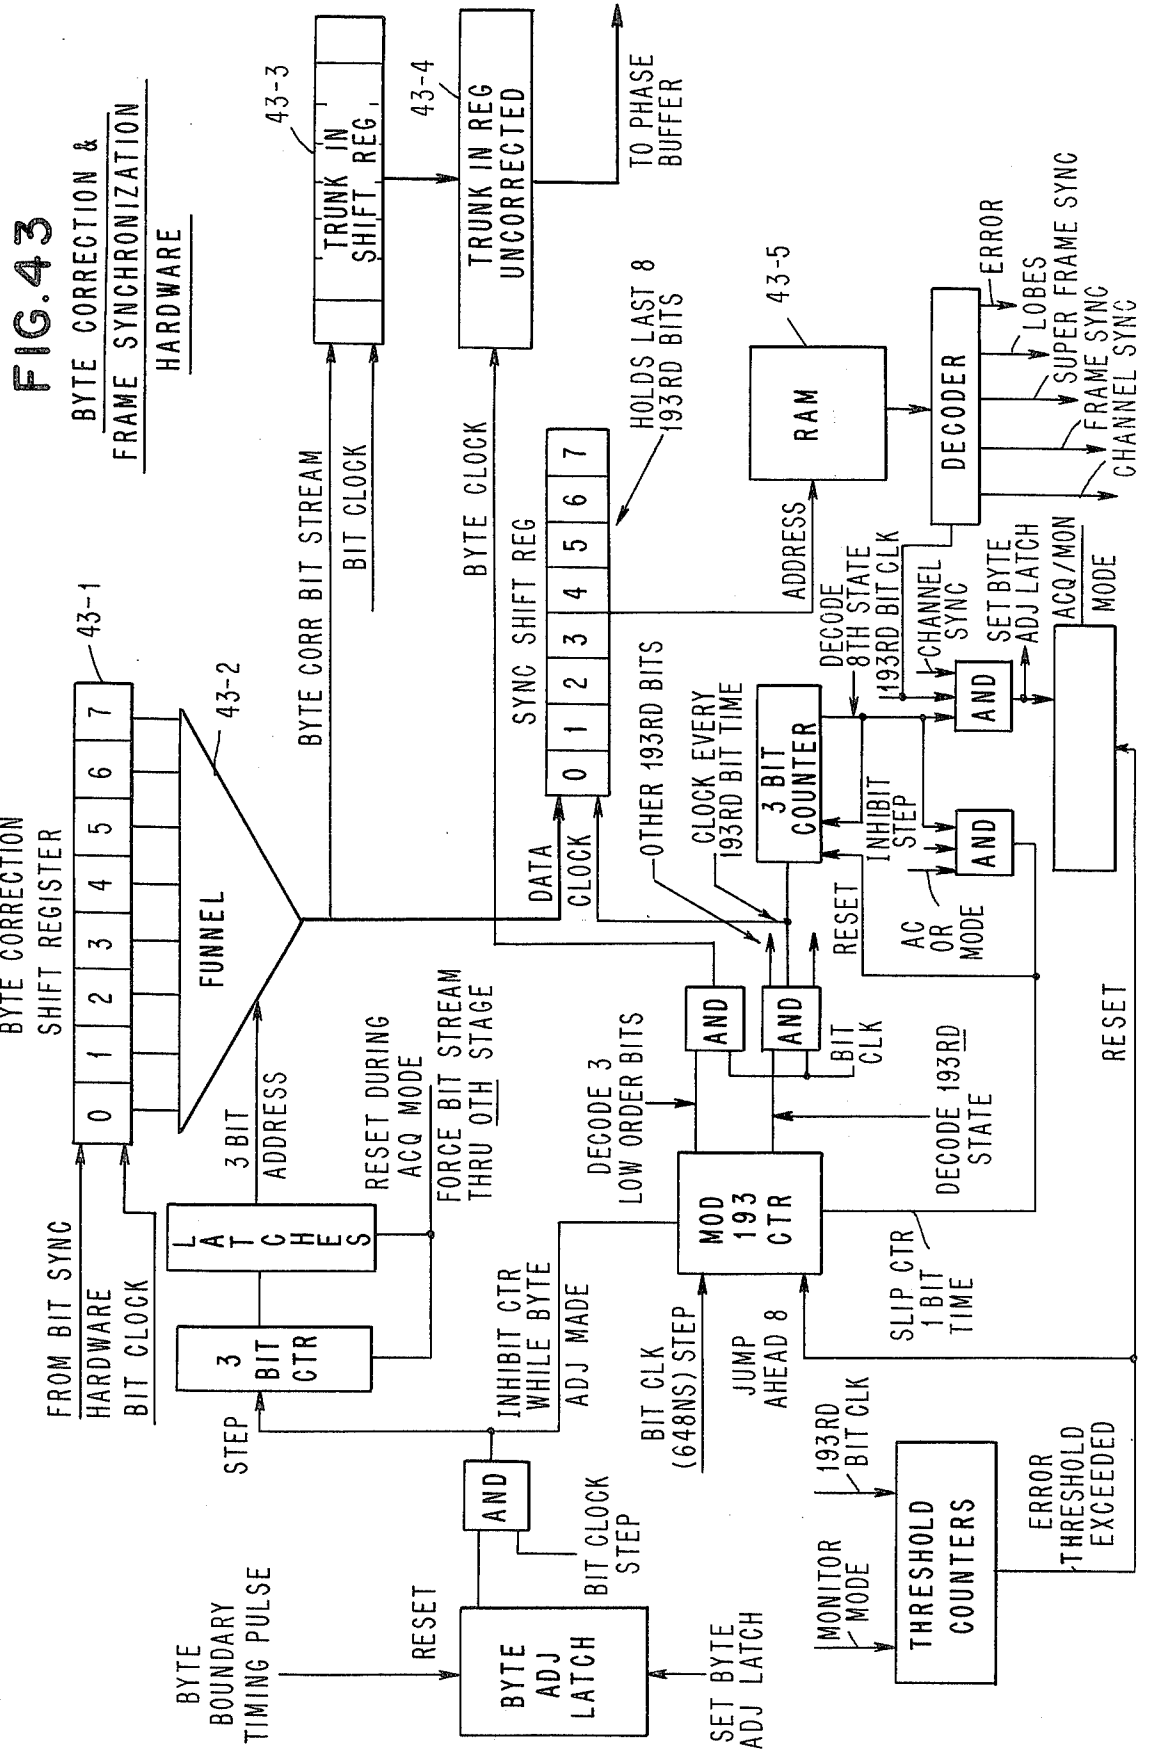 FIG.43
BYTE CORRECTION &
FRAME SYNCHRONIZATION
HARDWARE
BYTE CORRECTION
SHIFT REGISTER
0 1 2 3 4 5 6 7
43-1
FROM BIT SYNC
HARDWARE
BIT CLOCK
FUNNEL
43-2
3 BIT
ADDRESS
LATCHES
3
BIT
CTR
STEP
RESET DURING
ACQ MODE
FORCE BIT STREAM
THRU 0TH STAGE
BYTE CORR BIT STREAM
BIT CLOCK
TRUNK IN
SHIFT REG
43-3
BYTE CLOCK
TRUNK IN REG
UNCORRECTED
43-4
TO PHASE
BUFFER
BYTE
BOUNDARY
TIMING PULSE
RESET
BYTE
ADJ
LATCH
SET BYTE
ADJ LATCH
AND
BIT CLOCK
STEP
INHIBIT CTR
WHILE BYTE
ADJ MADE
DATA
CLOCK
SYNC SHIFT REG
0 1 2 3 4 5 6 7
HOLDS LAST 8
193RD BITS
ADDRESS
RAM
43-5
DECODER
ERROR
LOBES
SUPER FRAME SYNC
FRAME SYNC
CHANNEL SYNC
BIT CLK
(648NS) STEP
JUMP
AHEAD 8
MOD
193
CTR
DECODE 3
LOW ORDER BITS
AND
AND
BIT
CLK
DECODE 193RD
STATE
SLIP CTR
1 BIT
TIME
OTHER 193RD BITS
CLOCK EVERY
193RD BIT TIME
3 BIT
COUNTER
RESET
INHIBIT
STEP
DECODE
8TH STATE
193RD BIT CLK
CHANNEL
SYNC
AND
SET BYTE
ADJ LATCH
AC
OR
MODE
AND
ACQ/MON
MODE
RESET
MONITOR
MODE
193RD
BIT CLK
THRESHOLD
COUNTERS
ERROR
THRESHOLD
EXCEEDED